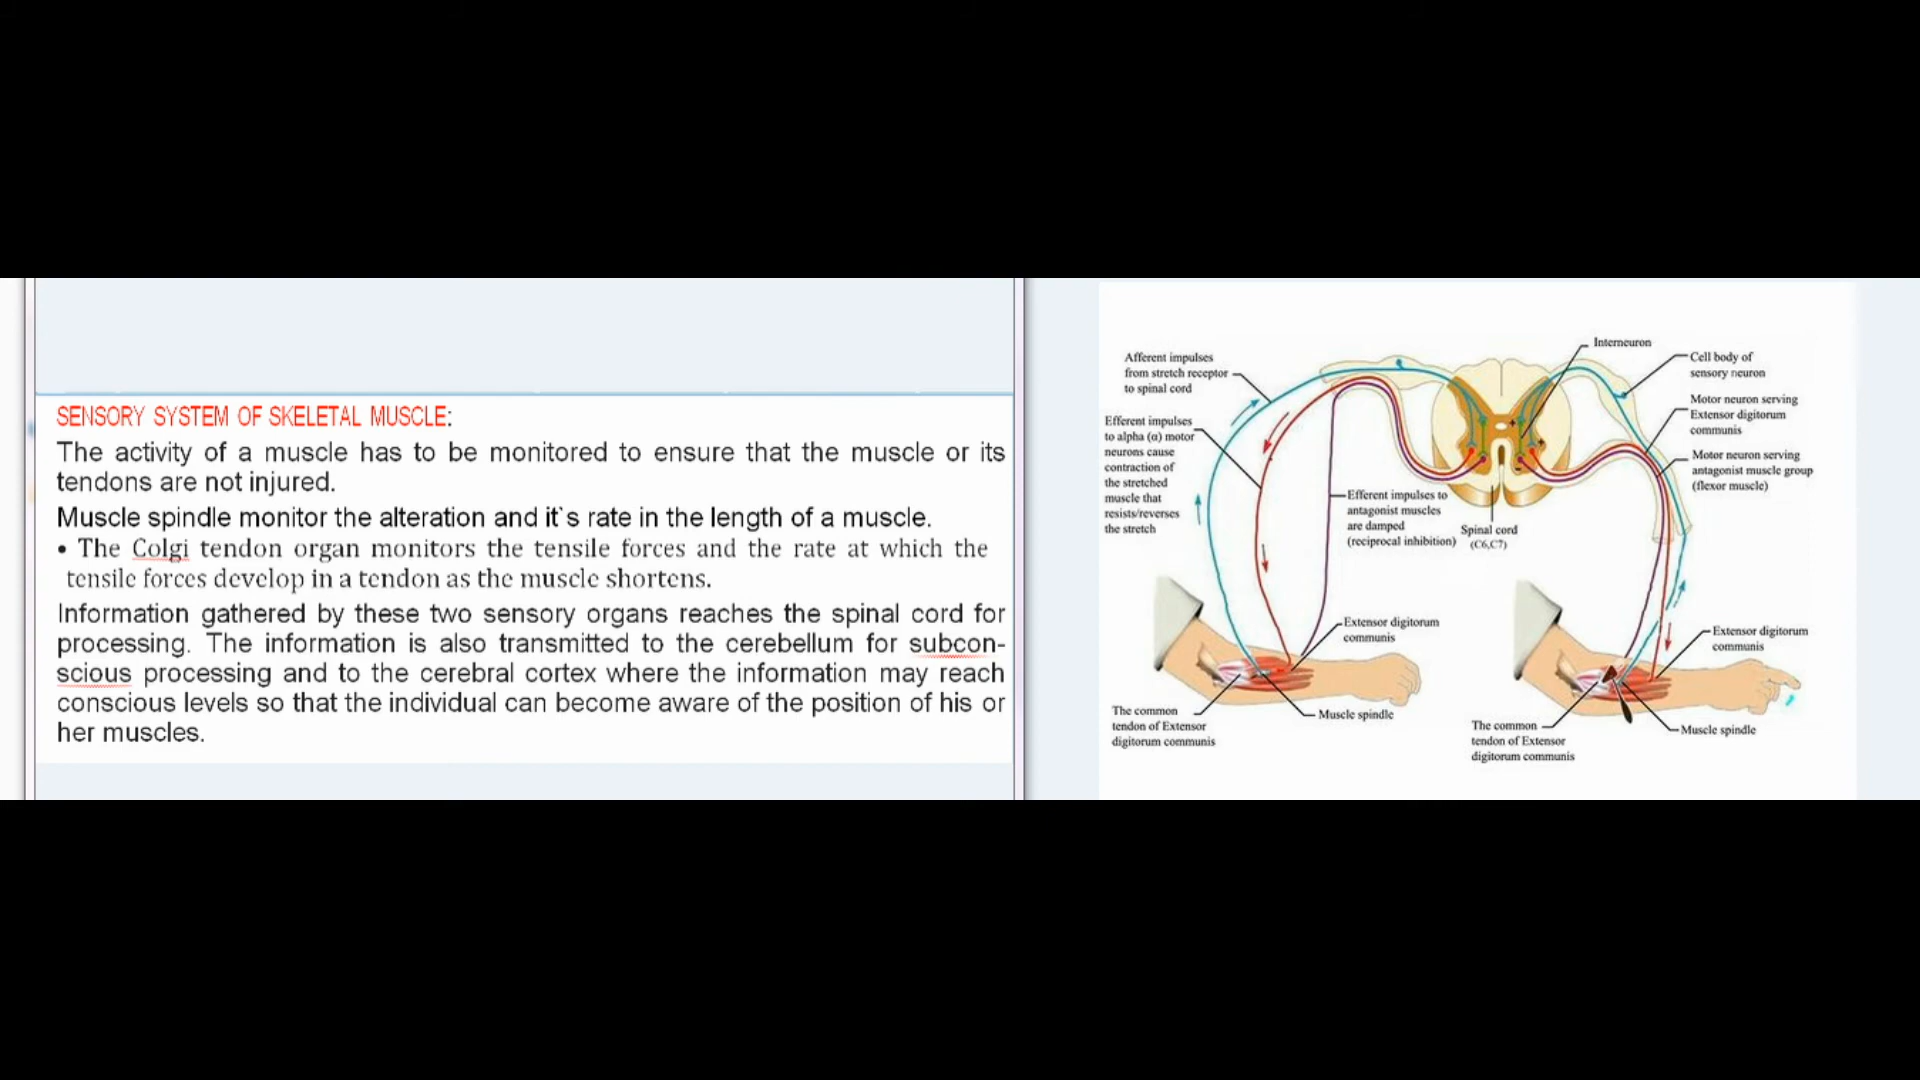 SENSORY SYSTEM OF SKELETAL MUSCLE:
The activity of a muscle has to be monitored to ensure that the muscle or its
tendons are not injured.
Muscle spindle monitor the alteration and it`s rate in the length of a muscle.
• The Colgi tendon organ monitors the tensile forces and the rate at which the
tensile forces develop in a tendon as the muscle shortens.
Information gathered by these two sensory organs reaches the spinal cord for
processing. The information is also transmitted to the cerebellum for subcon-
scious processing and to the cerebral cortex where the information may reach
conscious levels so that the individual can become aware of the position of his or
her muscles.
Afferent impulses
from stretch receptor
to spinal cord
Efferent impulses
to alpha (α) motor
neurons cause
contraction of
the stretched
muscle that
resists/reverses
the stretch
Efferent impulses to
antagonist muscles
are damped
(reciprocal inhibition)
Spinal cord
(C6,C7)
Interneuron
Cell body of
sensory neuron
Motor neuron serving
Extensor digitorum
communis
Motor neuron serving
antagonist muscle group
(flexor muscle)
Extensor digitorum
communis
The common
tendon of Extensor
digitorum communis
Muscle spindle
Extensor digitorum
communis
The common
tendon of Extensor
digitorum communis
Muscle spindle